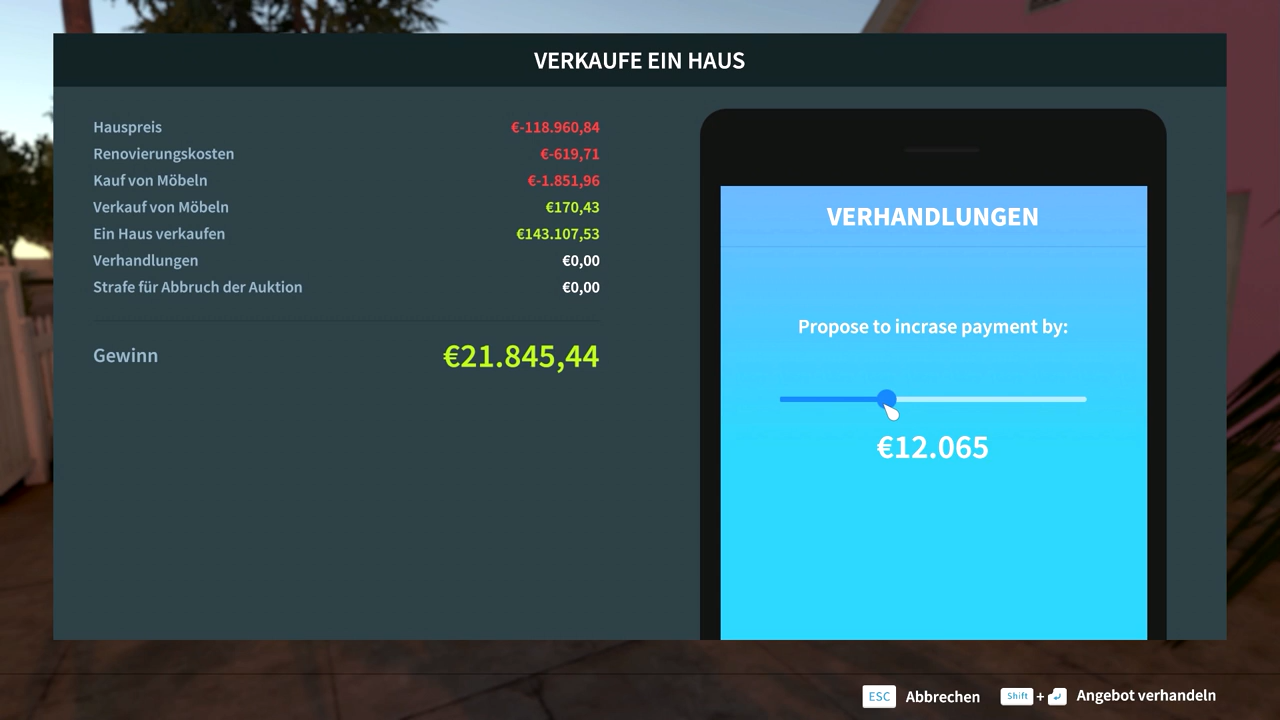 VERKAUFE EIN HAUS
Hauspreis €-118.960,84
Renovierungskosten €-619,71
Kauf von Möbeln €-1.851,96
Verkauf von Möbeln €170,43
Ein Haus verkaufen €143.107,53
Verhandlungen €0,00
Strafe für Abbruch der Auktion €0,00
Gewinn €21.845,44
VERHANDLUNGEN
Propose to incrase payment by:
€12.065
ESC Abbrechen Shift + Angebot verhandeln